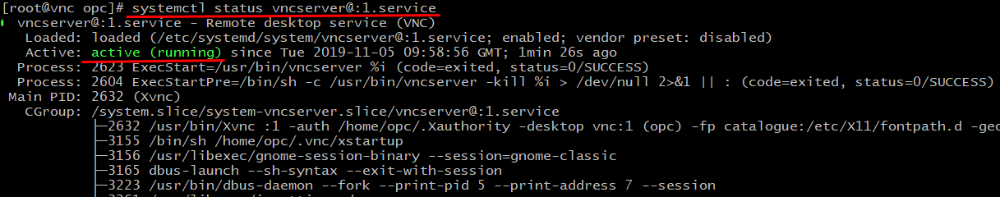 [root@vnc opc]# systemctl status vncserver@:1.service
vncserver@:1.service - Remote desktop service (VNC)
Loaded: loaded (/etc/systemd/system/vncserver@:1.service; enabled; vendor preset: disabled)
Active: active (running) since Tue 2019-11-05 09:58:56 GMT; 1min 26s ago
Process: 2623 ExecStart=/usr/bin/vncserver %i (code=exited, status=0/SUCCESS)
Process: 2604 ExecStartPre=/bin/sh -c /usr/bin/vncserver -kill %i > /dev/null 2>&1 || : (code=exited, status=0/SUCCESS)
Main PID: 2632 (Xvnc)
CGroup: /system.slice/system-vncserver.slice/vncserver@:1.service
├─2632 /usr/bin/Xvnc :1 -auth /home/opc/.Xauthority -desktop vnc:1 (opc) -fp catalogue:/etc/X11/fontpath.d -geo
├─3155 /bin/sh /home/opc/.vnc/xstartup
├─3156 /usr/libexec/gnome-session-binary --session=gnome-classic
├─3165 dbus-launch --sh-syntax --exit-with-session
├─3223 /usr/bin/dbus-daemon --fork --print-pid 5 --print-address 7 --session